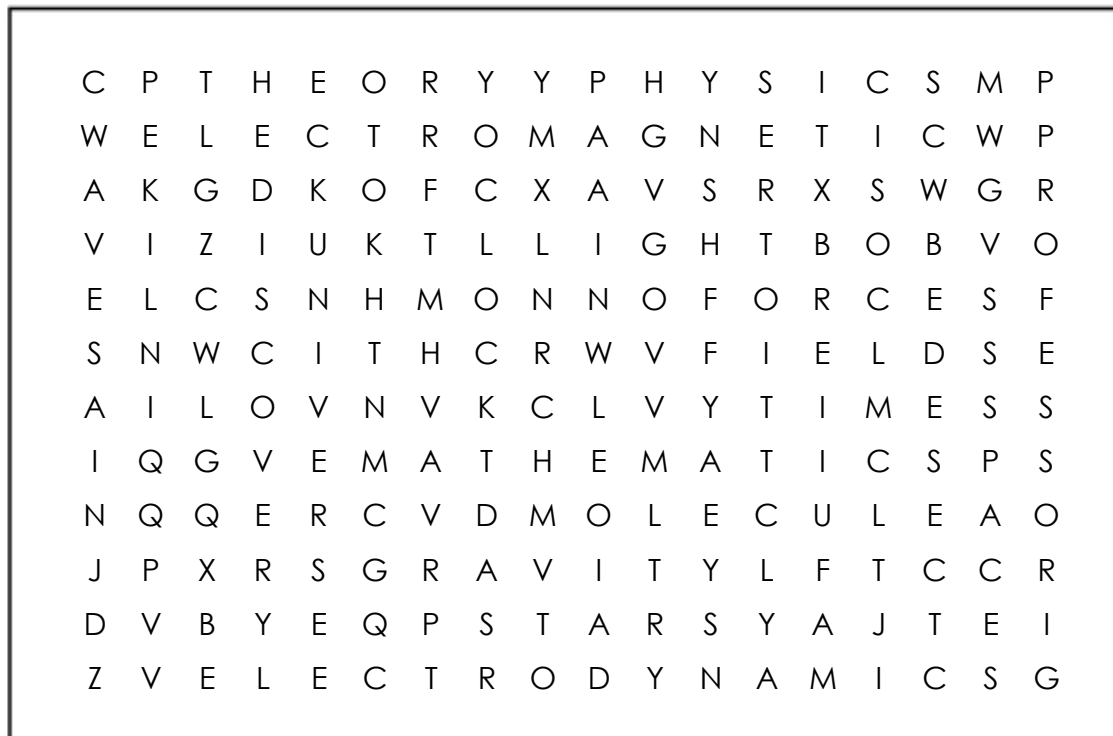 C P T H E O R Y Y P H Y S I C S M P
W E L E C T R O M A G N E T I C W P
A K G D K O F C X A V S R X S W G R
V I Z I U K T L L I G H T B O B V O
E L C S N H M O N N O F O R C E S F
S N W C I T H C R W V F I E L D S E
A I L O V N V K C L V Y T I M E S S
I Q G V E M A T H E M A T I C S P S
N Q Q E R C V D M O L E C U L E A O
J P X R S G R A V I T Y L F T C C R
D V B Y E Q P S T A R S Y A J T E I
Z V E L E C T R O D Y N A M I C S G